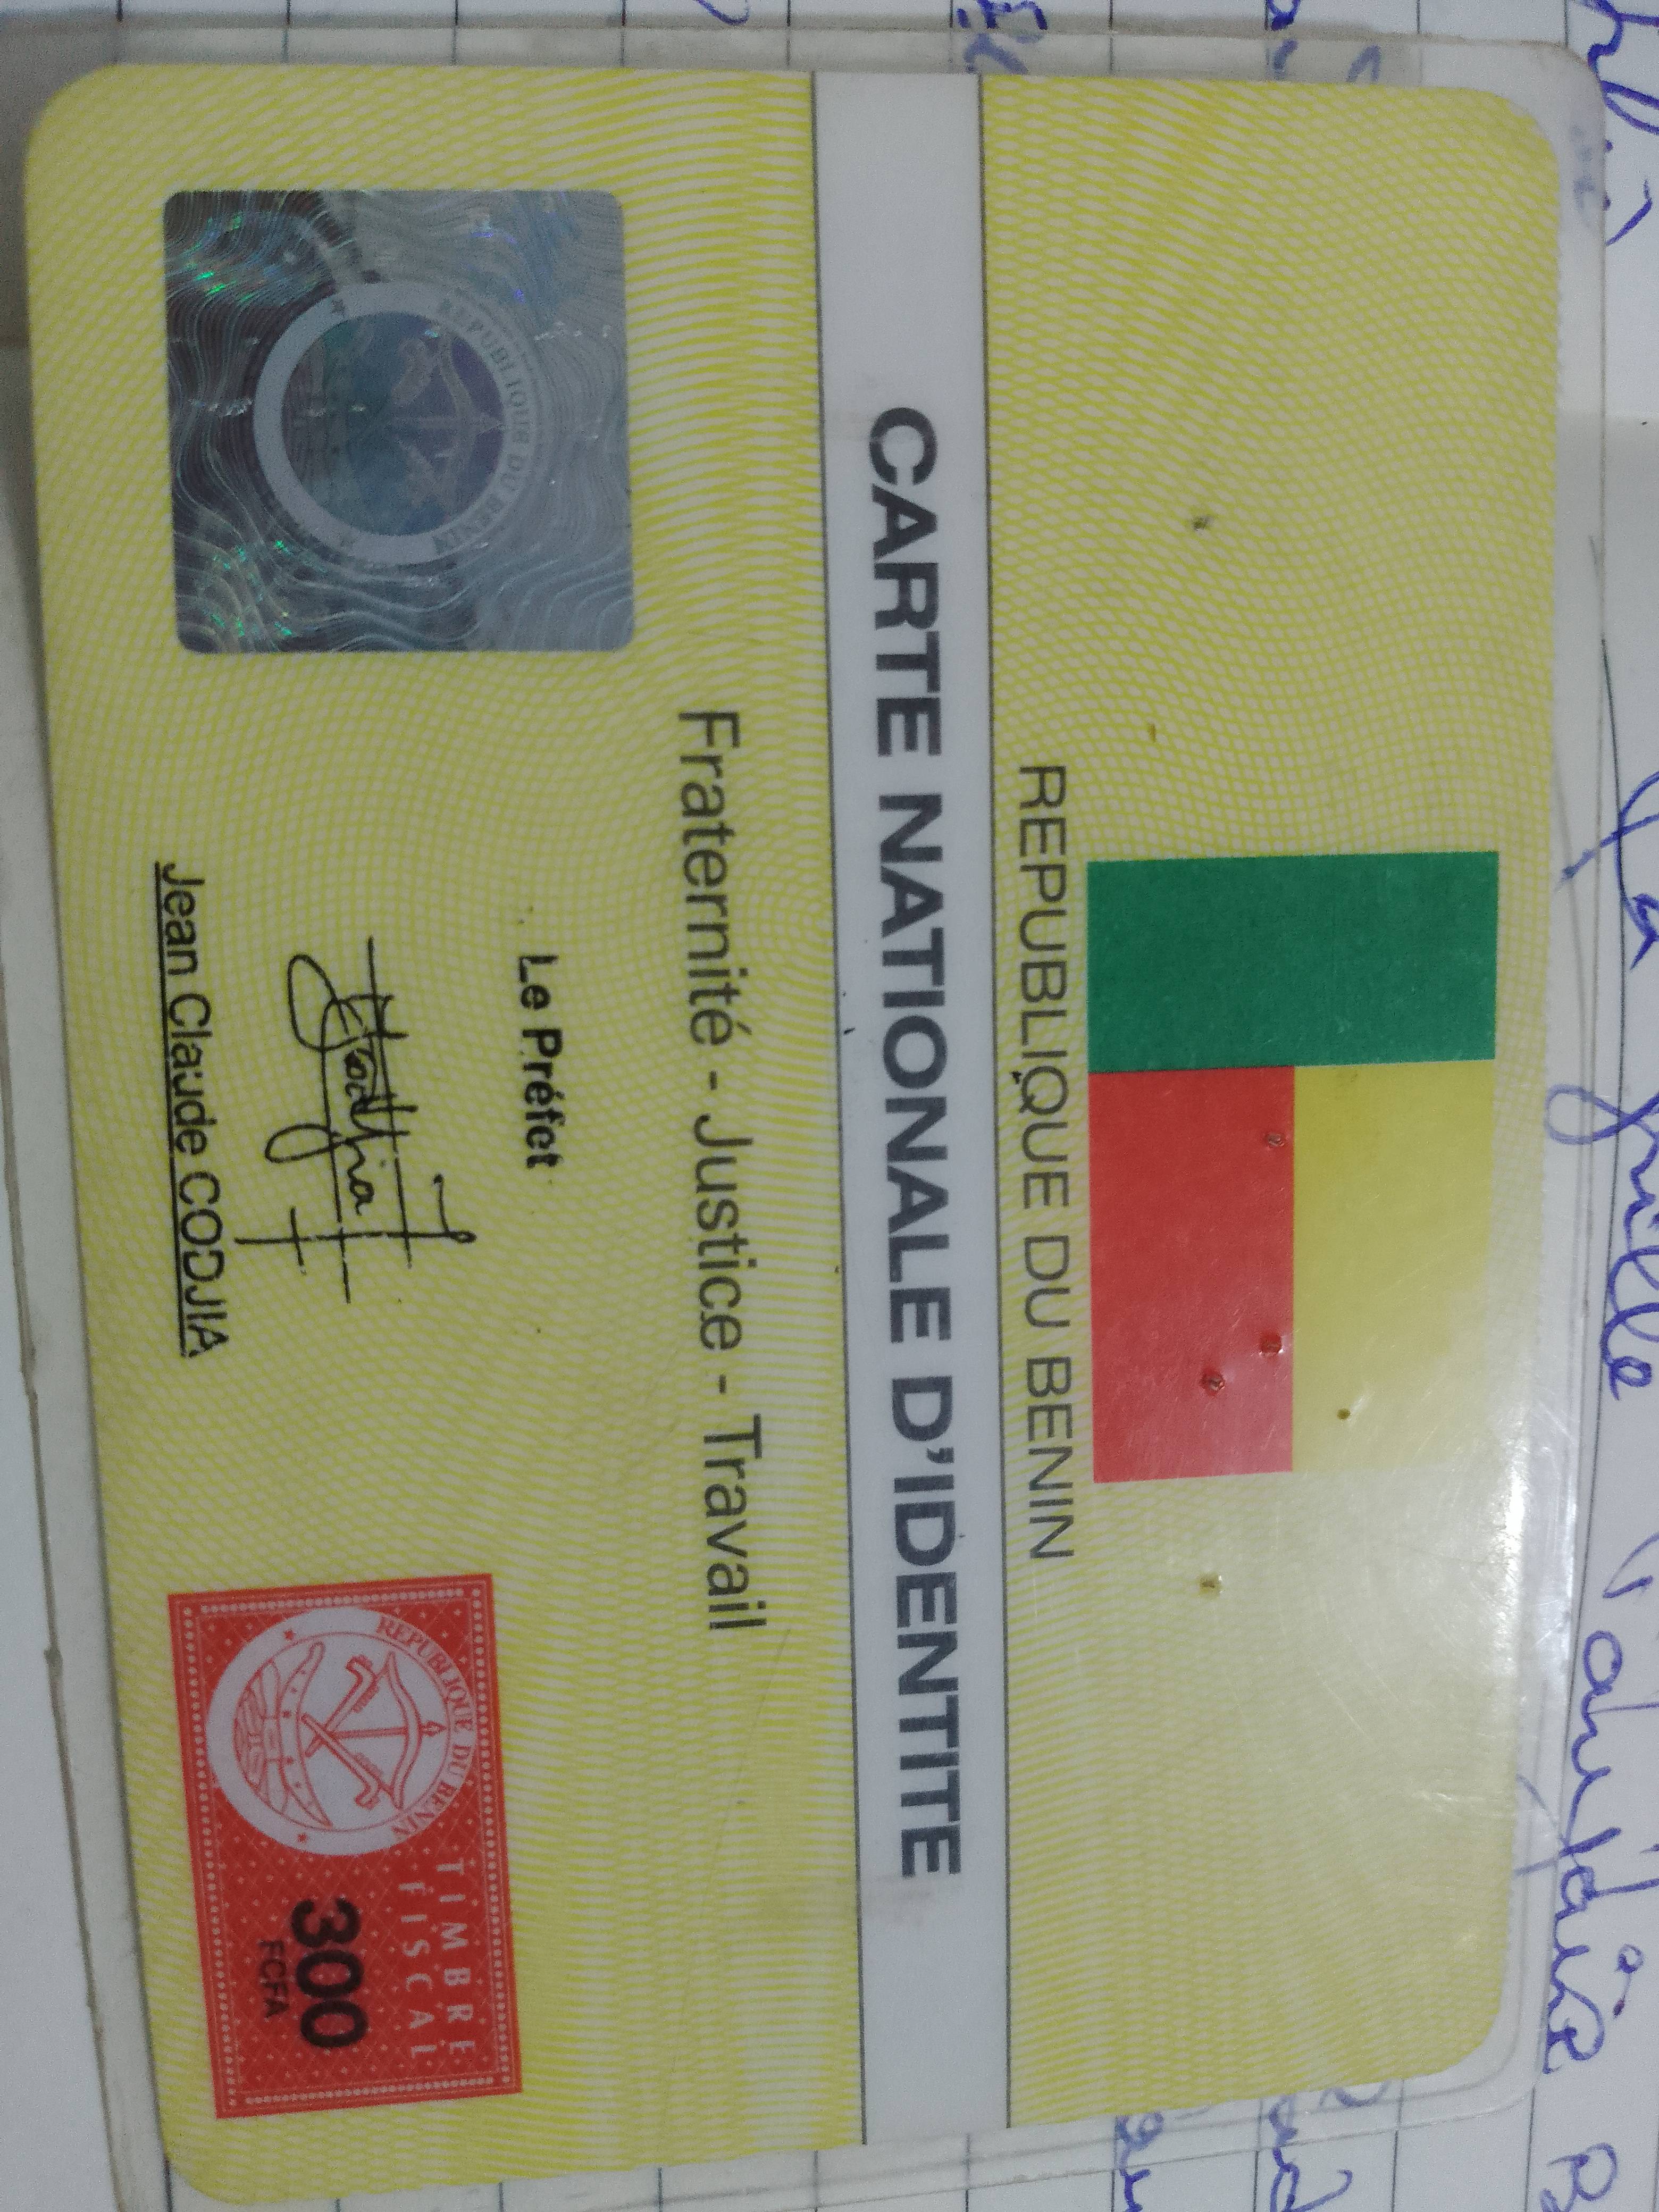 REPUBLIQUE DU BENIN
CARTE NATIONALE D'IDENTITE
Fraternité - Justice - Travail
REPUBLIQUE DU BENIN
Le Préfet
Jean Claude CODJIA
REPUBLIQUE DU BENIN
TIMBRE
FISCAL
300
FCFA